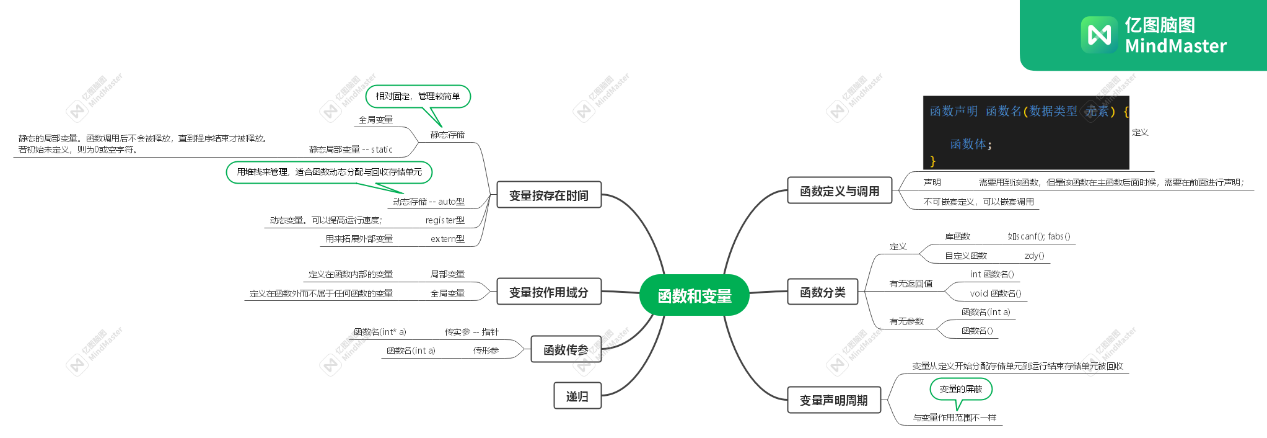 亿图脑图
MindMaster
函数和变量
函数定义与调用
函数声明 函数名(数据类型 元素) {
函数体;
}
定义
声明
需要用到该函数，但是该函数在主函数后面时候，需要在前面进行声明；
不可嵌套定义，可以嵌套调用
函数分类
定义
库函数
如scanf(); fabs()
自定义函数
zdy()
有无返回值
int 函数名()
void 函数名()
有无参数
函数名(int a)
函数名()
变量声明周期
变量从定义开始分配存储单元到运行结束存储单元被回收
变量的屏蔽
与变量作用范围不一样
变量按存在时间
相对固定，管理较简单
静态存储
全局变量
静态局部变量 -- static
静态的局部变量。函数调用后不会被释放，直到程序结束才被释放。
若初始未定义，则为0或空字符。
用堆栈来管理，适合函数动态分配与回收存储单元
动态存储 -- auto型
register型
动态变量。可以提高运行速度；
extern型
用来拓展外部变量
变量按作用域分
局部变量
定义在函数内部的变量
全局变量
定义在函数外而不属于任何函数的变量
函数传参
传实参 -- 指针
函数名(int* a)
传形参
函数名(int a)
递归